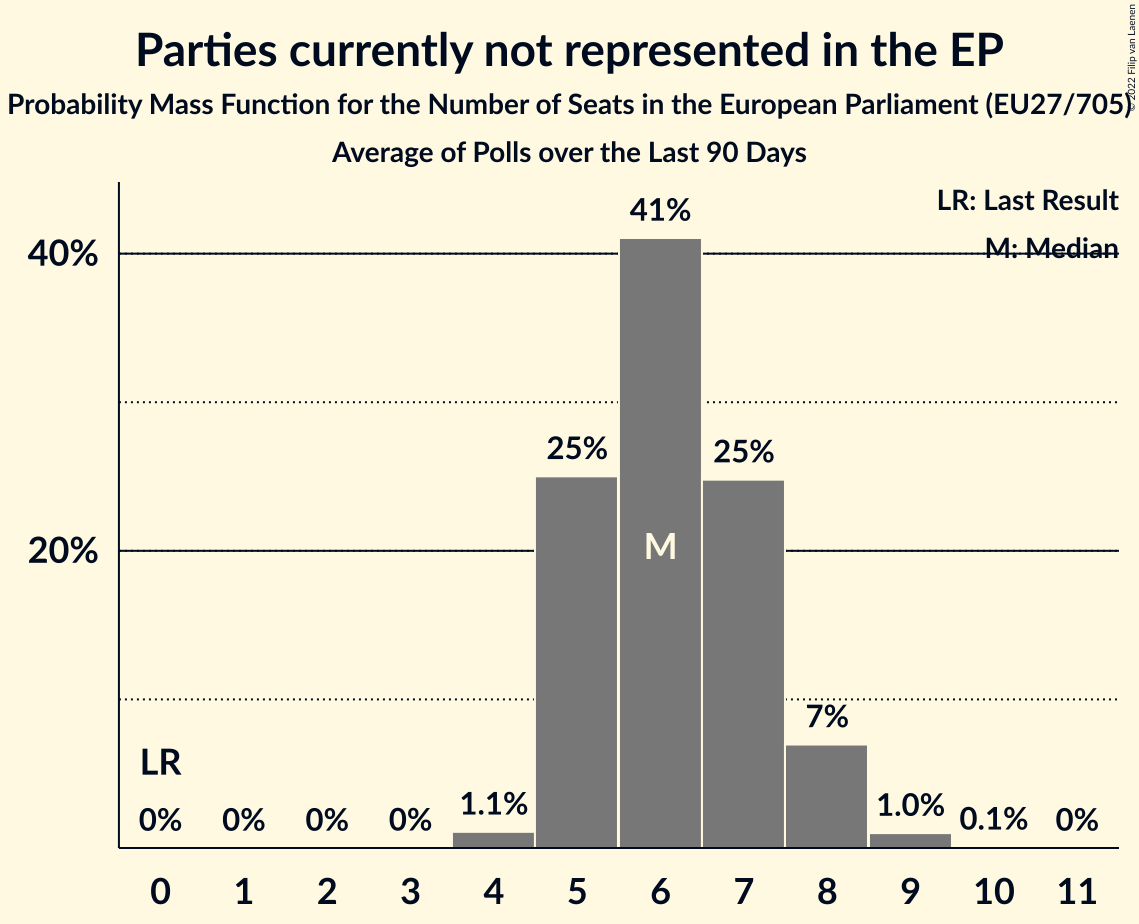 Parties currently not represented in the EP
Probability Mass Function for the Number of Seats in the European Parliament (EU27/705)
Average of Polls over the Last 90 Days
© 2022 Filip van Laenen
LR: Last Result
M: Median
41%
40%
25%
25%
M
20%
7%
LR
0%
0%
0%
0%
1.1%
1.0%
0.1%
0%
0 1 2 3 4 5 6 7 8 9 10 11